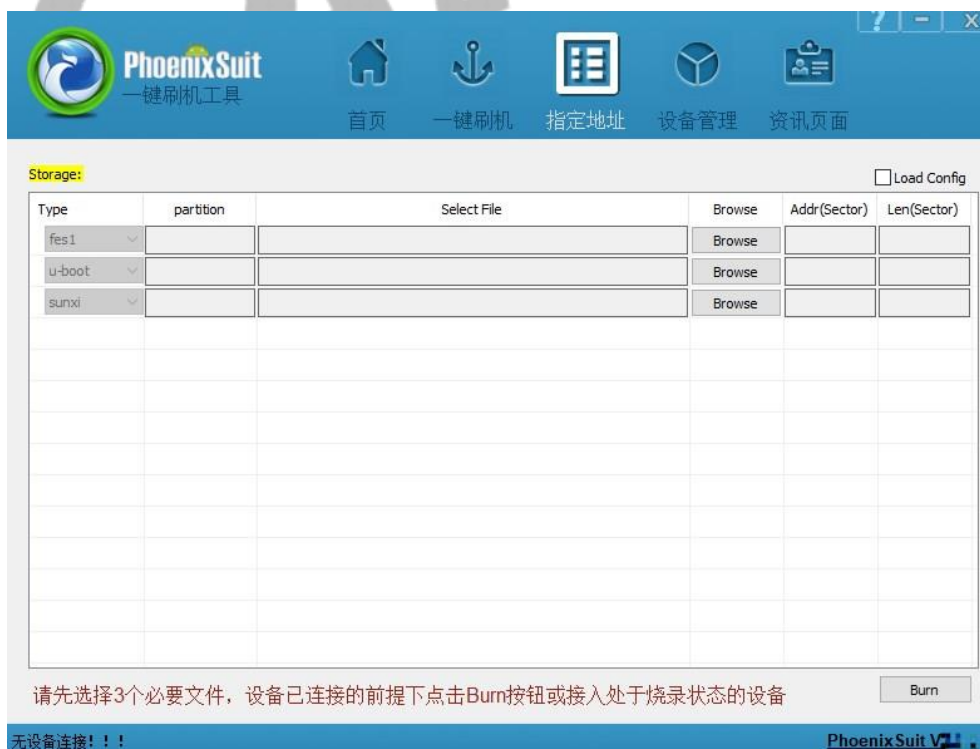 ? - X
PhoenixSuit
一键刷机工具
首页 一键刷机 指定地址 设备管理 资讯页面
Storage:
Load Config
Type partition Select File Browse Addr(Sector) Len(Sector)
fes1 Browse
u-boot Browse
sunxi Browse
请先选择3个必要文件，设备已连接的前提下点击Burn按钮或接入处于烧录状态的设备
Burn
无设备连接！！！
PhoenixSuit